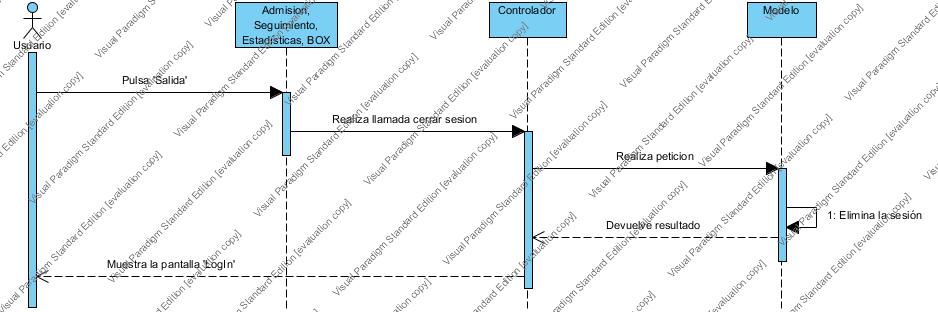 Admision,
Seguimiento,
Estadísticas, BOX
Controlador
Modelo
Usuario
Pulsa 'Salida'
Realiza llamada cerrar sesion
Realiza peticion
1: Elimina la sesión
Devuelve resultado
Muestra la pantalla 'LogIn'
Visual Paradigm Standard Edition [evaluation copy]